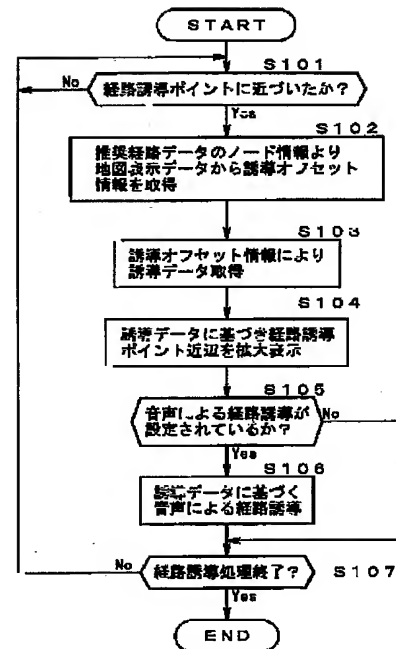 START
S101
No
経路誘導ポイントに近づいたか?
Yes
S102
推奨経路データのノード情報より
地図表示データから誘導オフセット
情報を取得
S103
誘導オフセット情報により
誘導データ取得
S104
誘導データに基づき経路誘導
ポイント近辺を拡大表示
S105
音声による経路誘導が
設定されているか?
No
Yes
S106
誘導データに基づく
音声による経路誘導
No
経路誘導処理終了?
S107
Yes
END